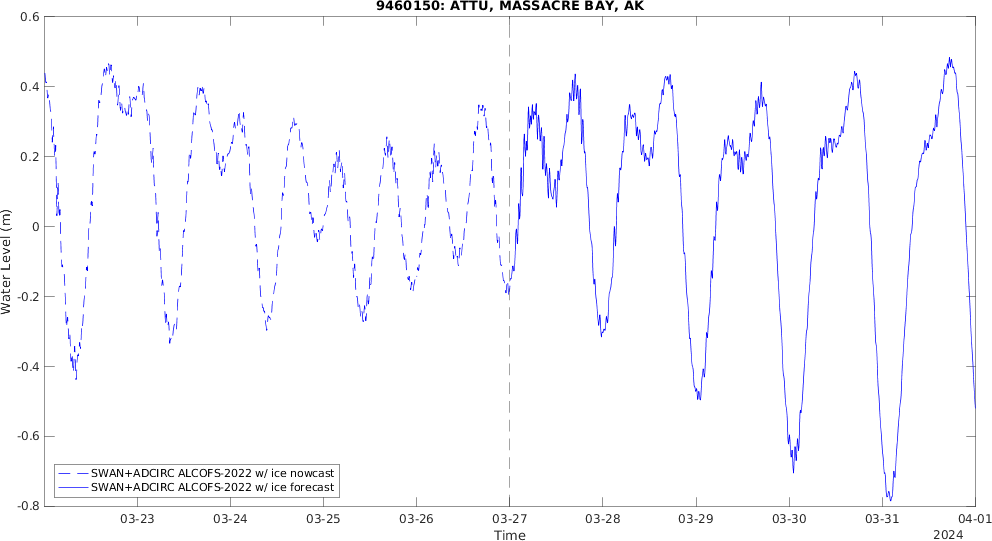 9460150: ATTU, MASSACRE BAY, AK
0.6
0.4
0.2
0
-0.2
-0.4
-0.6
-0.8
Water Level (m)
SWAN+ADCIRC ALCOFS-2022 w/ ice nowcast
SWAN+ADCIRC ALCOFS-2022 w/ ice forecast
03-23 03-24 03-25 03-26 03-27 03-28 03-29 03-30 03-31 04-01
Time
2024